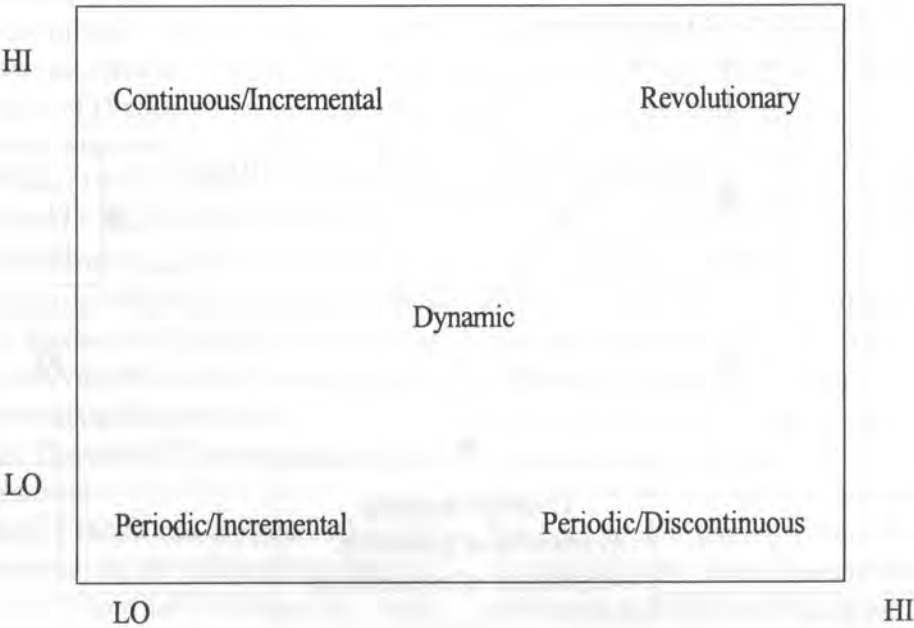 HI
Continuous/Incremental Revolutionary
Dynamic
LO
Periodic/Incremental Periodic/Discontinuous
LO HI